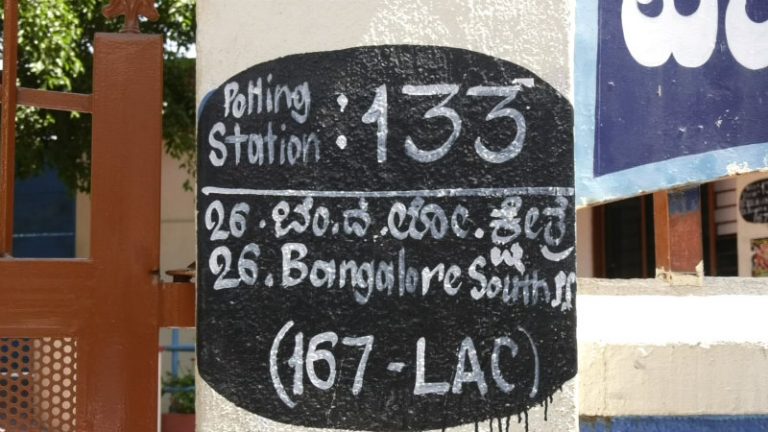 Polling
Station : 133
26. ಬೆಂ.ದ.ಲೋ.ಕ್ಷೇತ್ರ
26. Bangalore South
(167-LAC)